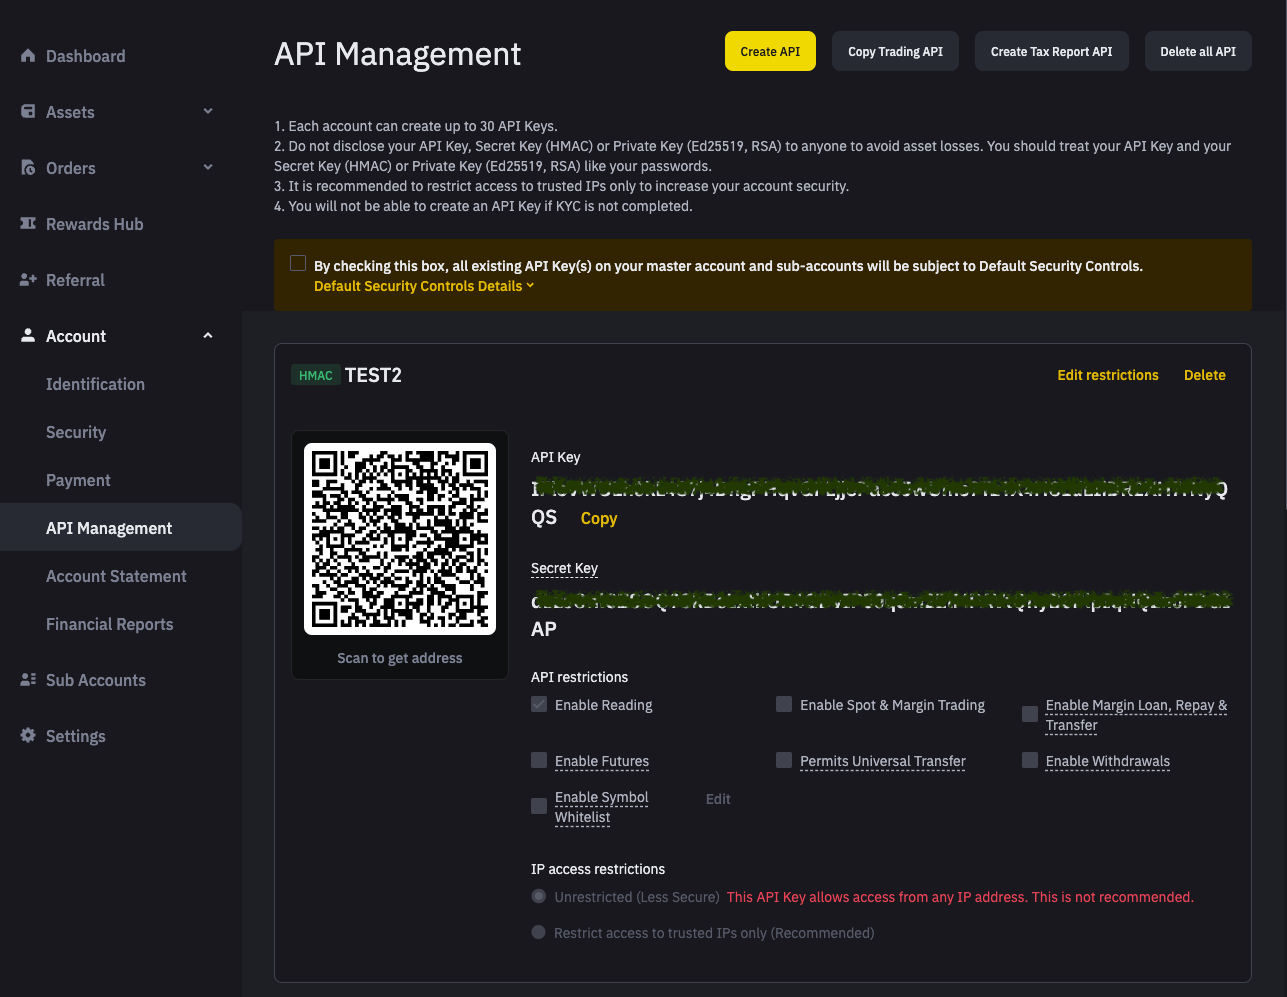 Dashboard
Assets
Orders
Rewards Hub
Referral
Account
Identification
Security
Payment
API Management
Account Statement
Financial Reports
Sub Accounts
Settings
API Management
Create API
Copy Trading API
Create Tax Report API
Delete all API
1. Each account can create up to 30 API Keys.
2. Do not disclose your API Key, Secret Key (HMAC) or Private Key (Ed25519, RSA) to anyone to avoid asset losses. You should treat your API Key and your
Secret Key (HMAC) or Private Key (Ed25519, RSA) like your passwords.
3. It is recommended to restrict access to trusted IPs only to increase your account security.
4. You will not be able to create an API Key if KYC is not completed.
By checking this box, all existing API Key(s) on your master account and sub-accounts will be subject to Default Security Controls.
Default Security Controls Details
HMAC TEST2
Edit restrictions
Delete
Scan to get address
API Key
QS
Copy
Secret Key
AP
API restrictions
Enable Reading
Enable Spot & Margin Trading
Enable Margin Loan, Repay &
Transfer
Enable Futures
Permits Universal Transfer
Enable Withdrawals
Enable Symbol
Whitelist
Edit
IP access restrictions
Unrestricted (Less Secure) This API Key allows access from any IP address. This is not recommended.
Restrict access to trusted IPs only (Recommended)